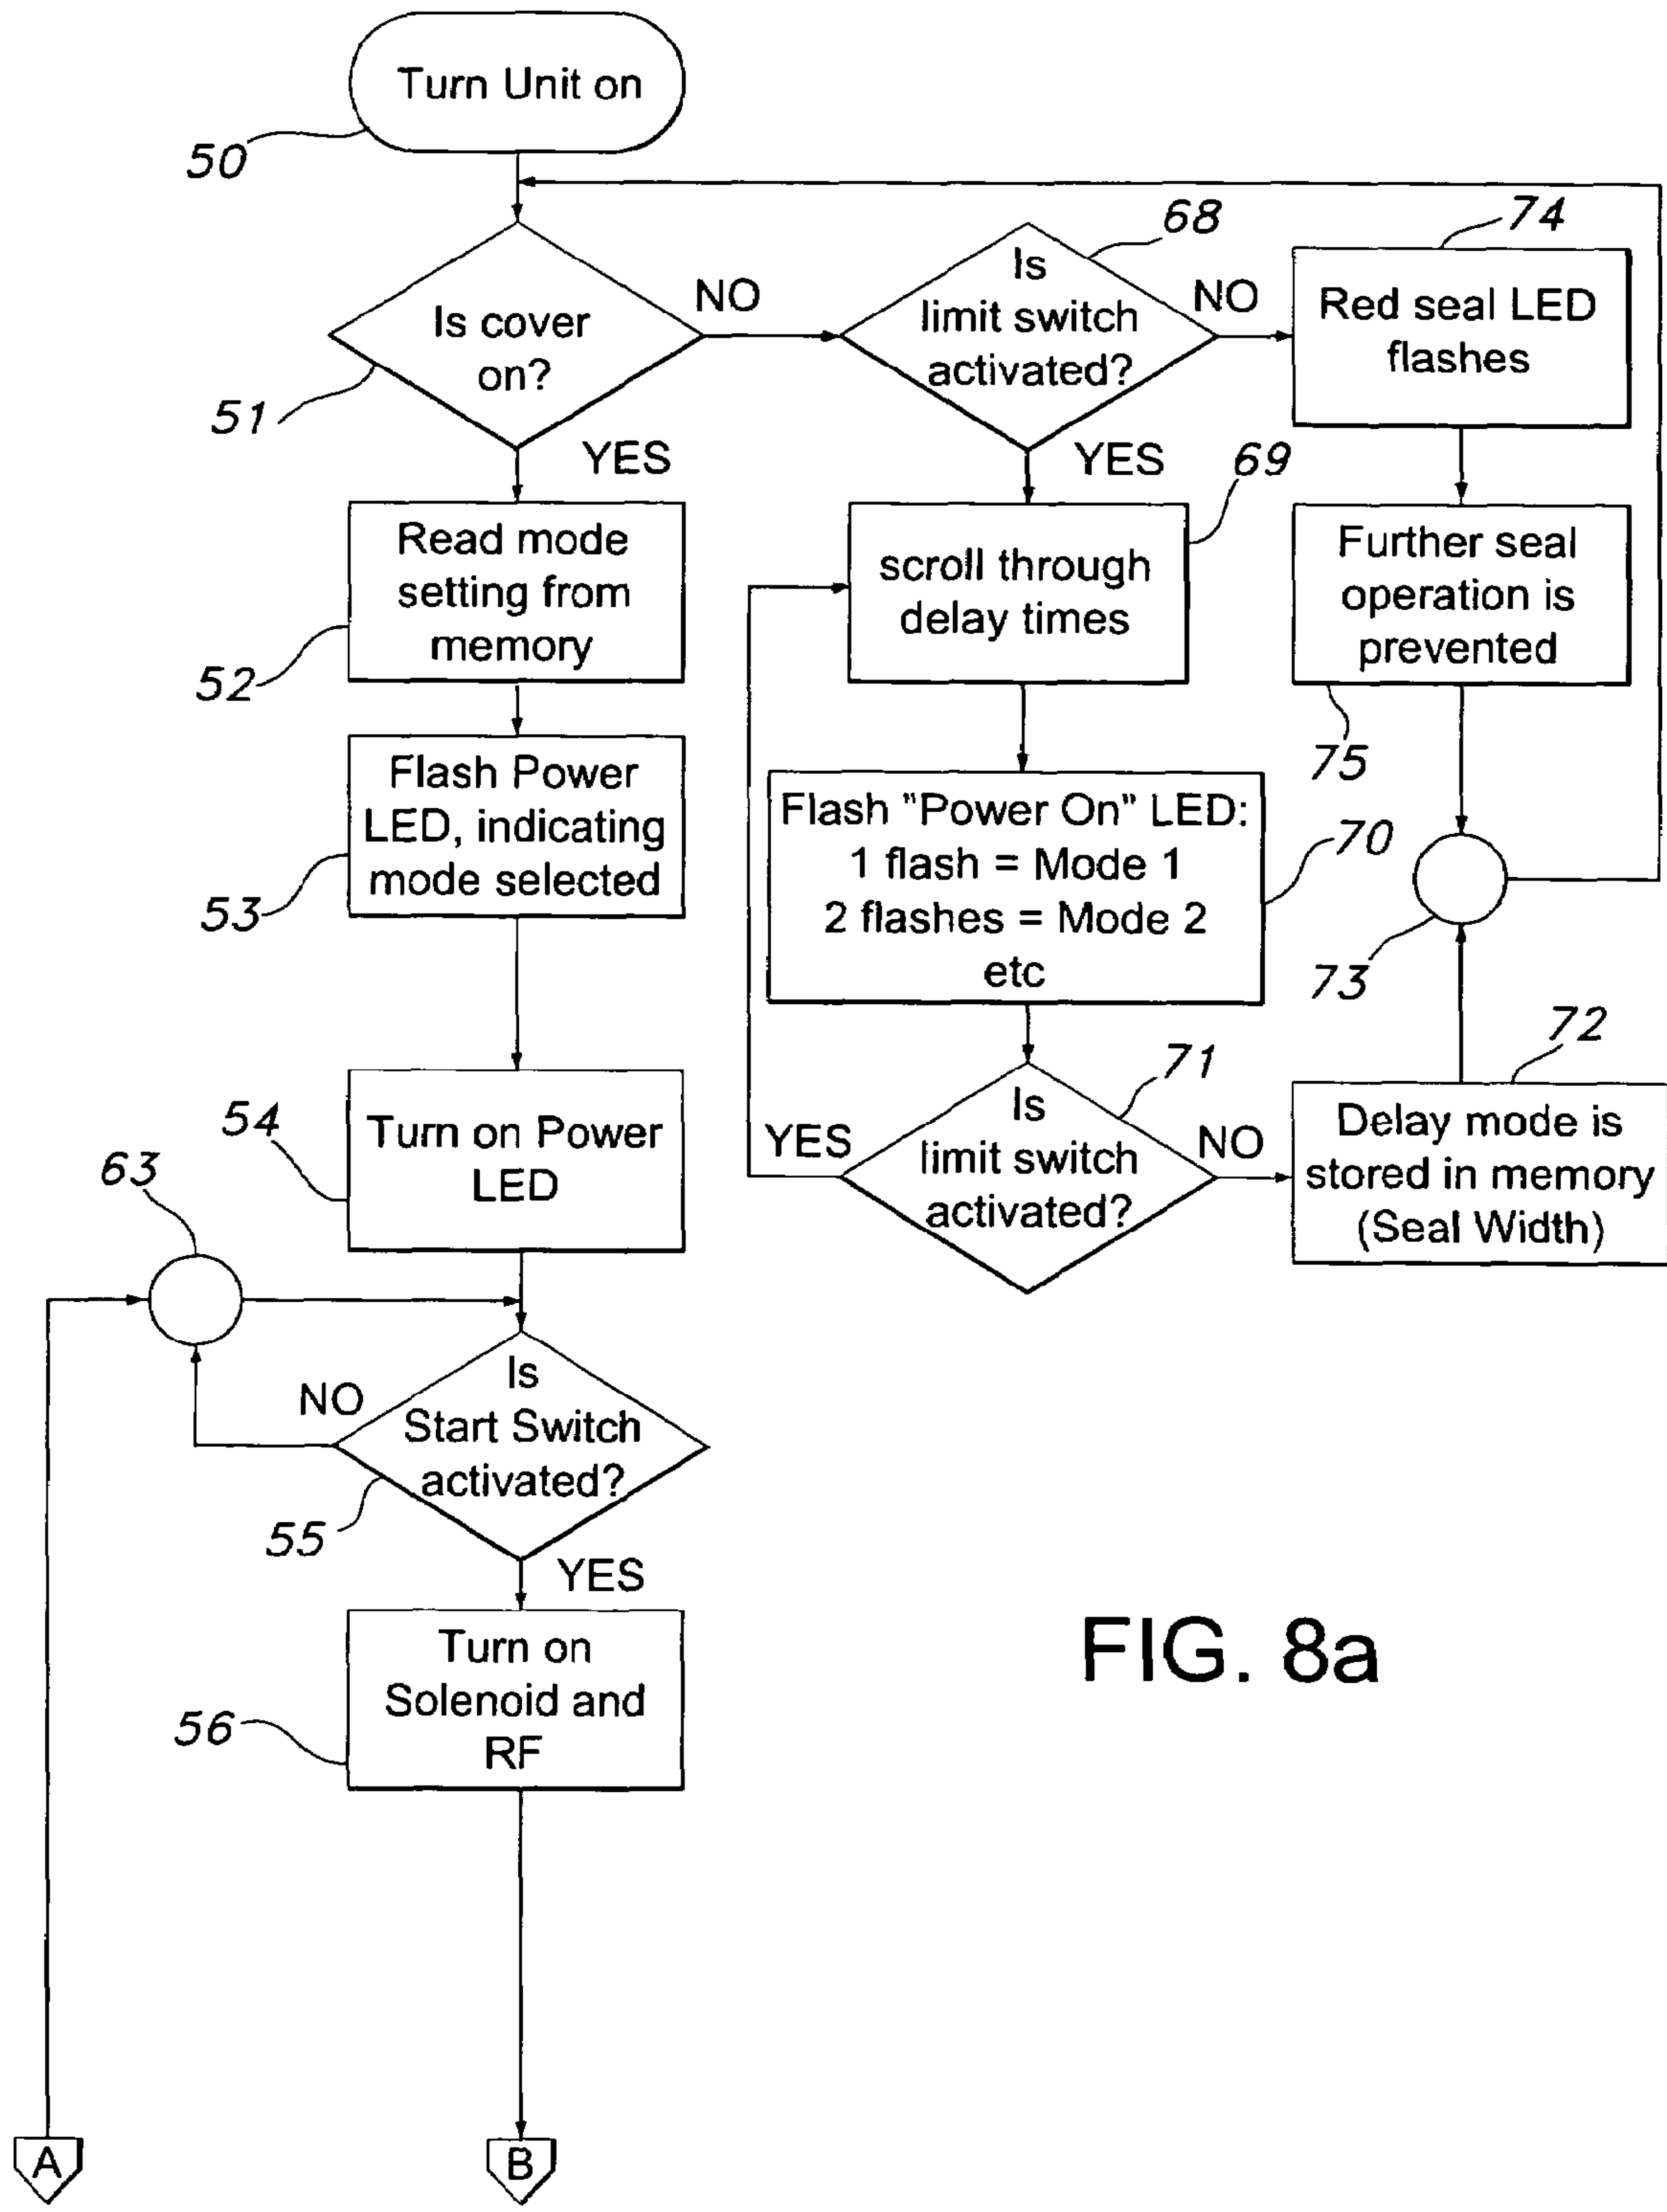 Turn Unit on
50
Is cover
on?
51
NO
YES
Is
limit switch
activated?
68
NO
YES
Red seal LED
flashes
74
Read mode
setting from
memory
52
scroll through
delay times
69
Further seal
operation is
prevented
75
Flash Power
LED, indicating
mode selected
53
Flash "Power On" LED:
1 flash = Mode 1
2 flashes = Mode 2
etc
70
73
Turn on Power
LED
54
Is
limit switch
activated?
71
YES
NO
Delay mode is
stored in memory
(Seal Width)
72
63
Is
Start Switch
activated?
55
NO
YES
Turn on
Solenoid and
RF
56
FIG. 8a
A
B